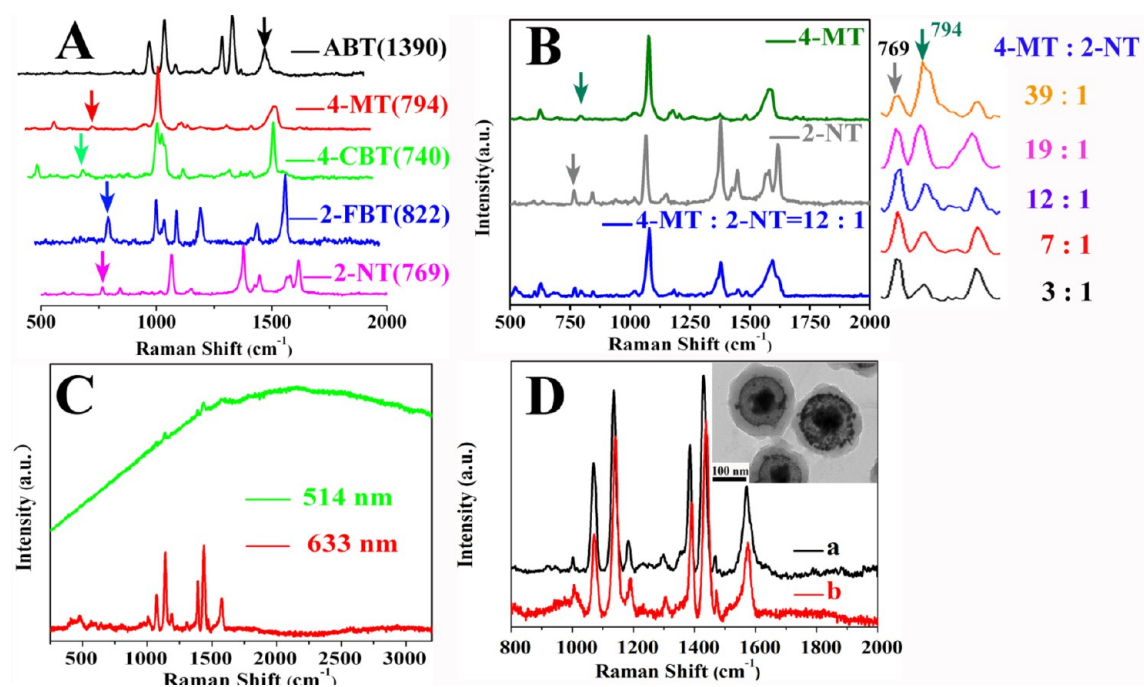 A
ABT(1390)
4-MT(794)
4-CBT(740)
2-FBT(822)
2-NT(769)
500 1000 1500 2000
Raman Shift (cm-1)
B
4-MT
2-NT
4-MT : 2-NT=12 : 1
Intensity(a.u.)
500 750 1000 1250 1500 1750 2000
Raman Shift (cm-1)
769 794 4-MT : 2-NT
39 : 1
19 : 1
12 : 1
7 : 1
3 : 1
C
514 nm
633 nm
Intensity (a.u.)
500 1000 1500 2000 2500 3000
Raman Shift (cm-1)
D
100 nm
a
b
Intensity (a.u.)
800 1000 1200 1400 1600 1800 2000
Raman Shift (cm-1)